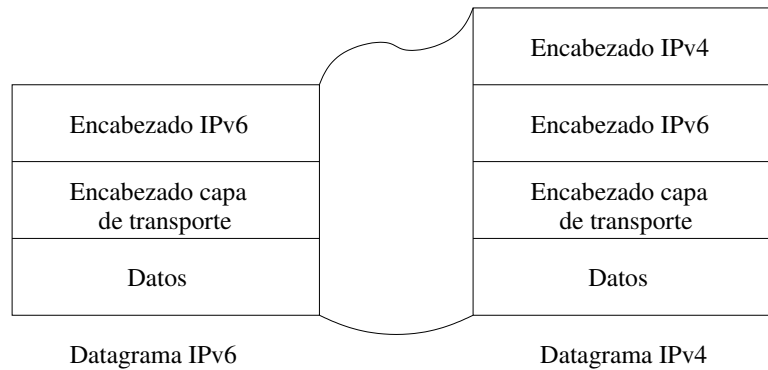 Encabezado IPv6
Encabezado capa
de transporte
Datos
Datagrama IPv6
Encabezado IPv4
Encabezado IPv6
Encabezado capa
de transporte
Datos
Datagrama IPv4